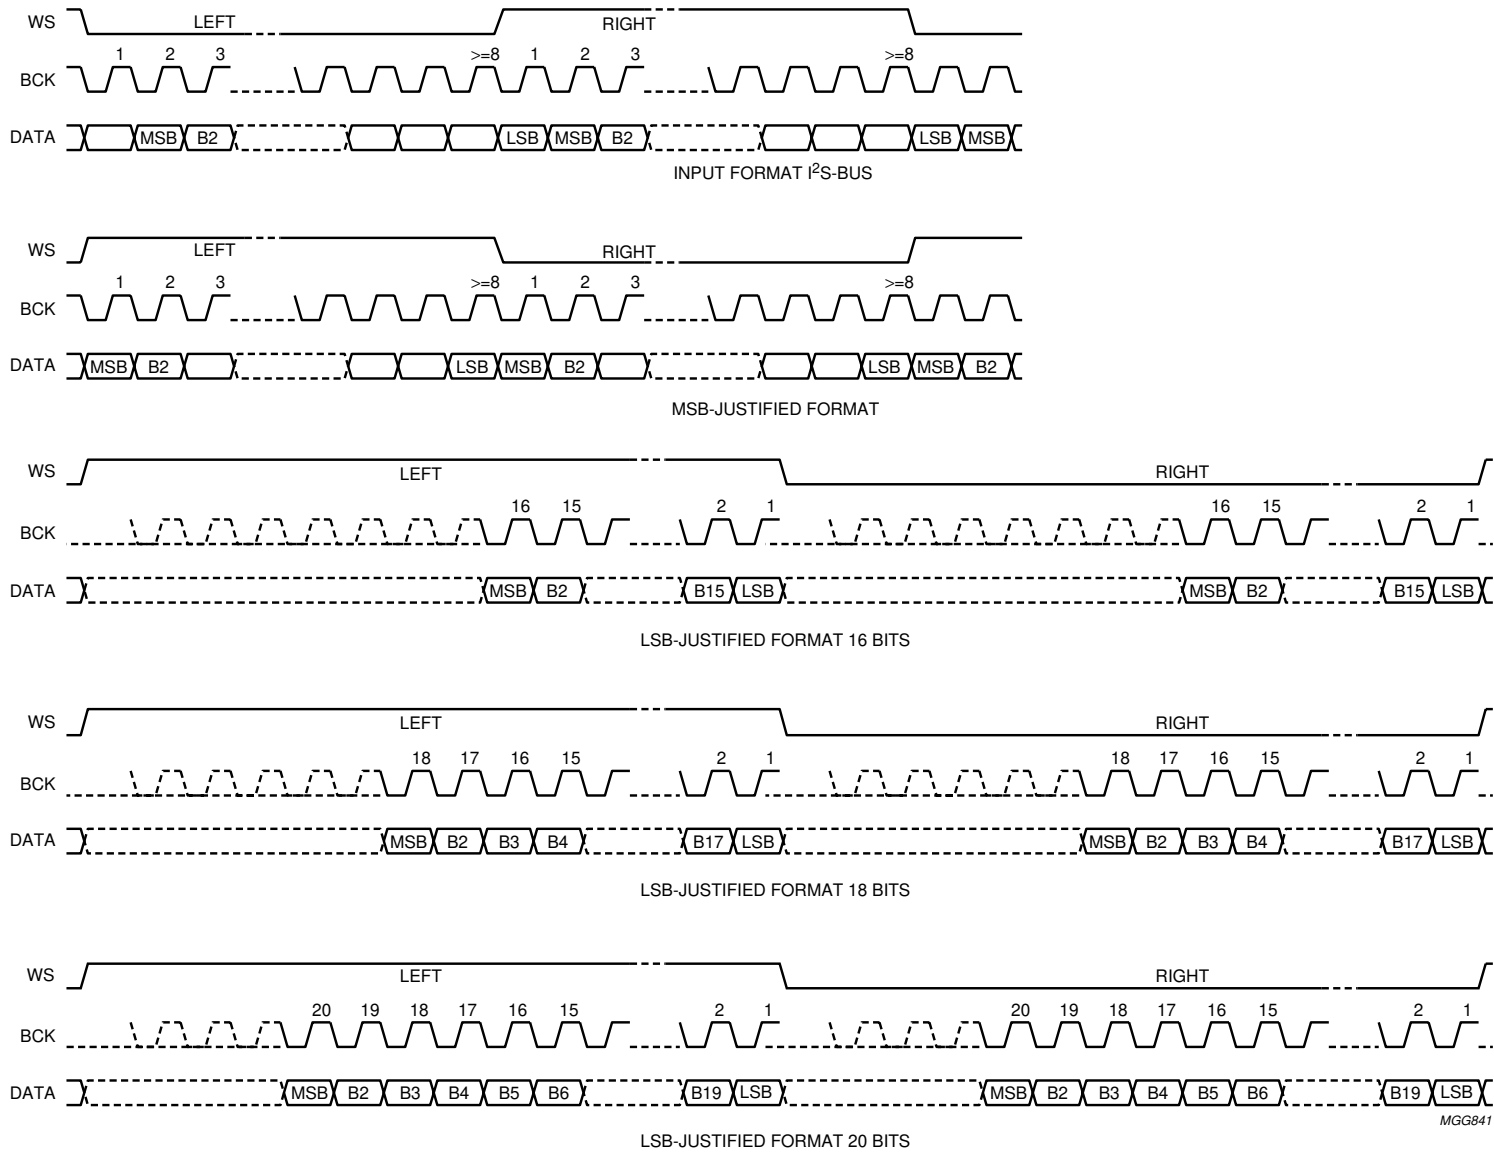 WS LEFT RIGHT
1 2 3 >=8 1 2 3 >=8
BCK
DATA MSB B2 LSB MSB B2 LSB MSB
INPUT FORMAT I²S-BUS
WS LEFT RIGHT
1 2 3 >=8 1 2 3 >=8
BCK
DATA MSB B2 LSB MSB B2 LSB MSB B2
MSB-JUSTIFIED FORMAT
WS LEFT RIGHT
16 15 2 1 16 15 2 1
BCK
DATA MSB B2 B15 LSB MSB B2 B15 LSB
LSB-JUSTIFIED FORMAT 16 BITS
WS LEFT RIGHT
18 17 16 15 2 1 18 17 16 15 2 1
BCK
DATA MSB B2 B3 B4 B17 LSB MSB B2 B3 B4 B17 LSB
LSB-JUSTIFIED FORMAT 18 BITS
WS LEFT RIGHT
20 19 18 17 16 15 2 1 20 19 18 17 16 15 2 1
BCK
DATA MSB B2 B3 B4 B5 B6 B19 LSB MSB B2 B3 B4 B5 B6 B19 LSB
MGG841
LSB-JUSTIFIED FORMAT 20 BITS